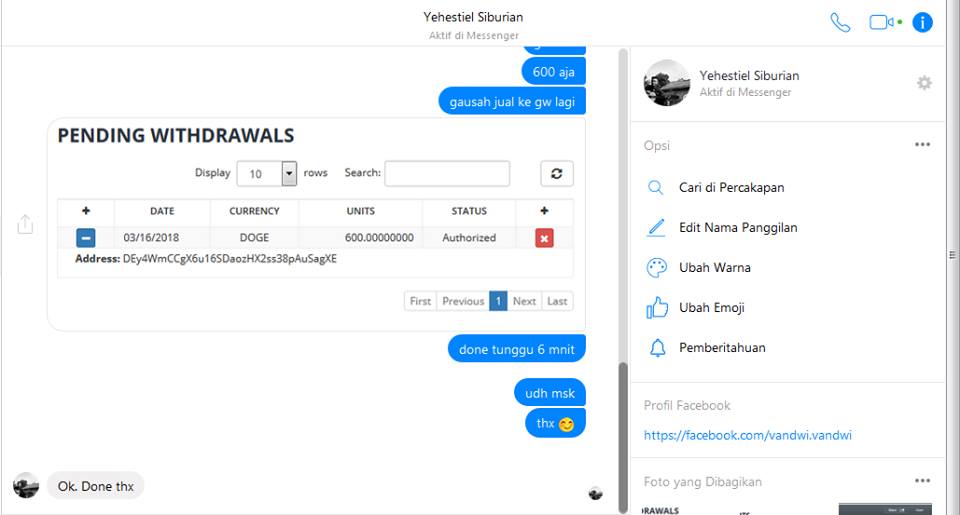 Yehestiel Siburian
Aktif di Messenger
600 aja
gausah jual ke gw lagi
PENDING WITHDRAWALS
Display 10 rows Search:
DATE CURRENCY UNITS STATUS
03/16/2018 DOGE 600.00000000 Authorized
Address: DEy4WmCCgX6u16SDaozHX2ss38pAuSagXE
First Previous 1 Next Last
done tunggu 6 mnit
udh msk
thx 😊
Ok. Done thx
Yehestiel Siburian
Aktif di Messenger
Opsi
Cari di Percakapan
Edit Nama Panggilan
Ubah Warna
Ubah Emoji
Pemberitahuan
Profil Facebook
https://facebook.com/vandwi.vandwi
Foto yang Dibagikan